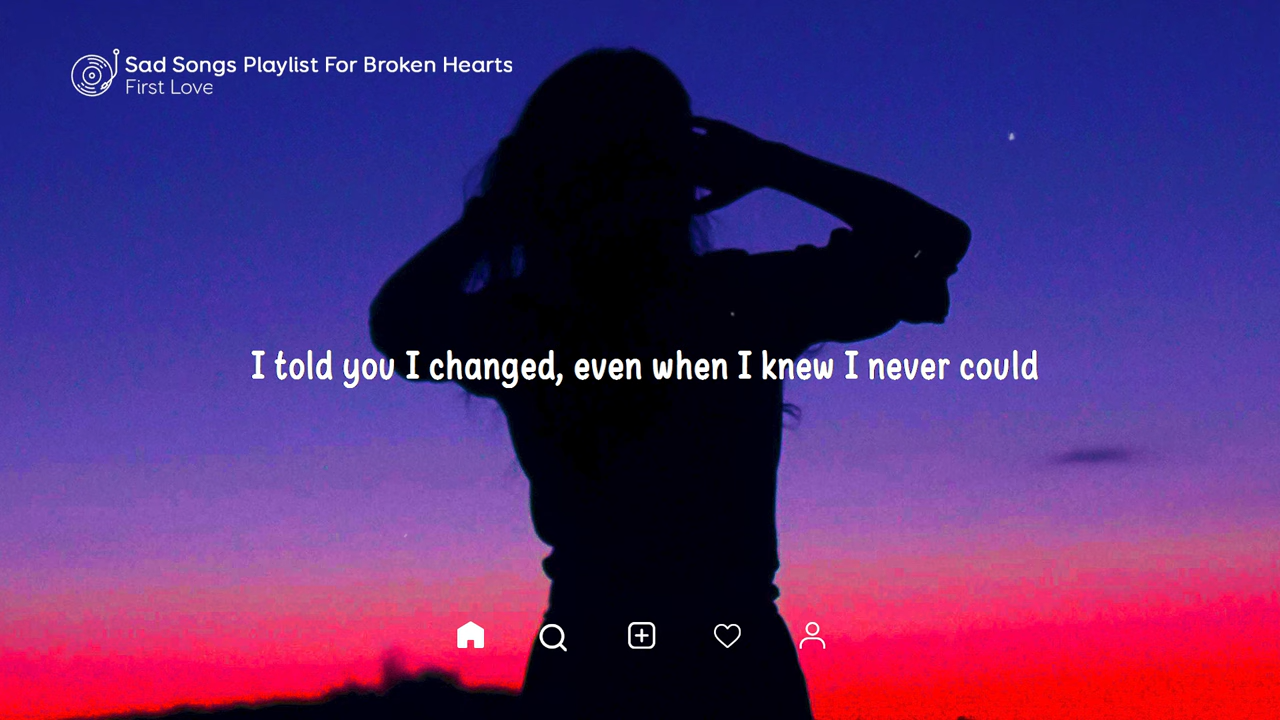 Sad Songs Playlist For Broken Hearts
First Love
I told you I changed, even when I knew I never could